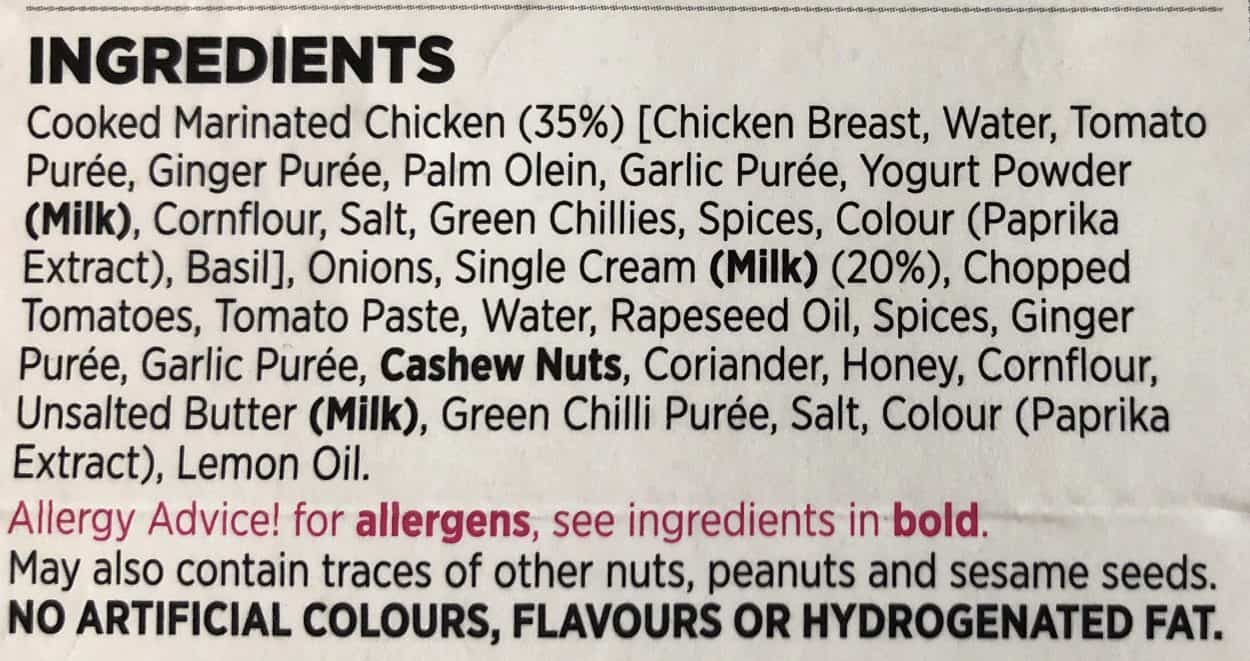 INGREDIENTS
Cooked Marinated Chicken (35%) [Chicken Breast, Water, Tomato
Purée, Ginger Purée, Palm Olein, Garlic Purée, Yogurt Powder
(Milk), Cornflour, Salt, Green Chillies, Spices, Colour (Paprika
Extract), Basil], Onions, Single Cream (Milk) (20%), Chopped
Tomatoes, Tomato Paste, Water, Rapeseed Oil, Spices, Ginger
Purée, Garlic Purée, Cashew Nuts, Coriander, Honey, Cornflour,
Unsalted Butter (Milk), Green Chilli Purée, Salt, Colour (Paprika
Extract), Lemon Oil.
Allergy Advice! for allergens, see ingredients in bold.
May also contain traces of other nuts, peanuts and sesame seeds.
NO ARTIFICIAL COLOURS, FLAVOURS OR HYDROGENATED FAT.